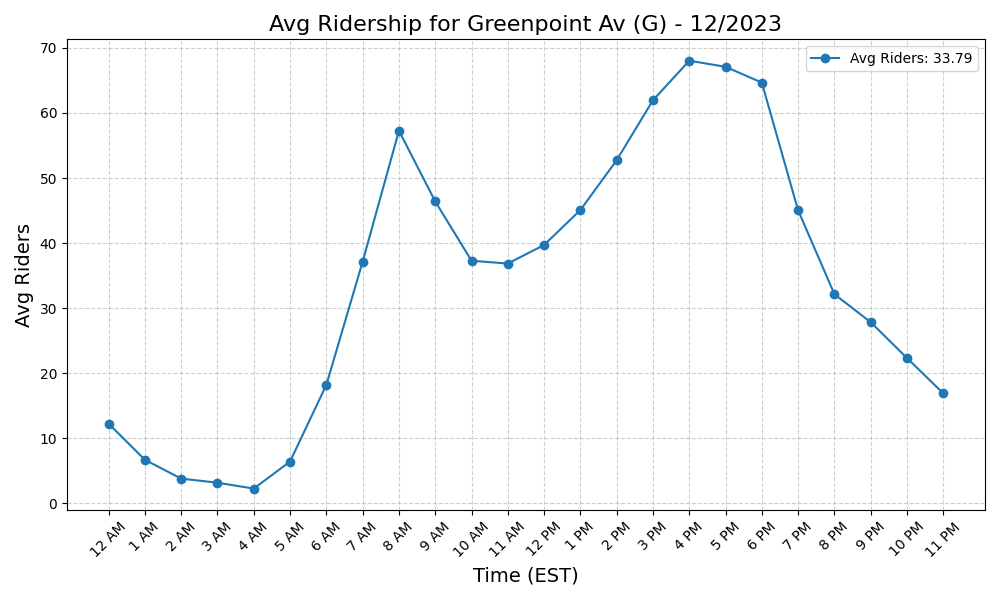 Avg Ridership for Greenpoint Av (G) - 12/2023
Avg Riders: 33.79
Avg Riders
70
60
50
40
30
20
10
0
12 AM
1 AM
2 AM
3 AM
4 AM
5 AM
6 AM
7 AM
8 AM
9 AM
10 AM
11 AM
12 PM
1 PM
2 PM
3 PM
4 PM
5 PM
6 PM
7 PM
8 PM
9 PM
10 PM
11 PM
Time (EST)